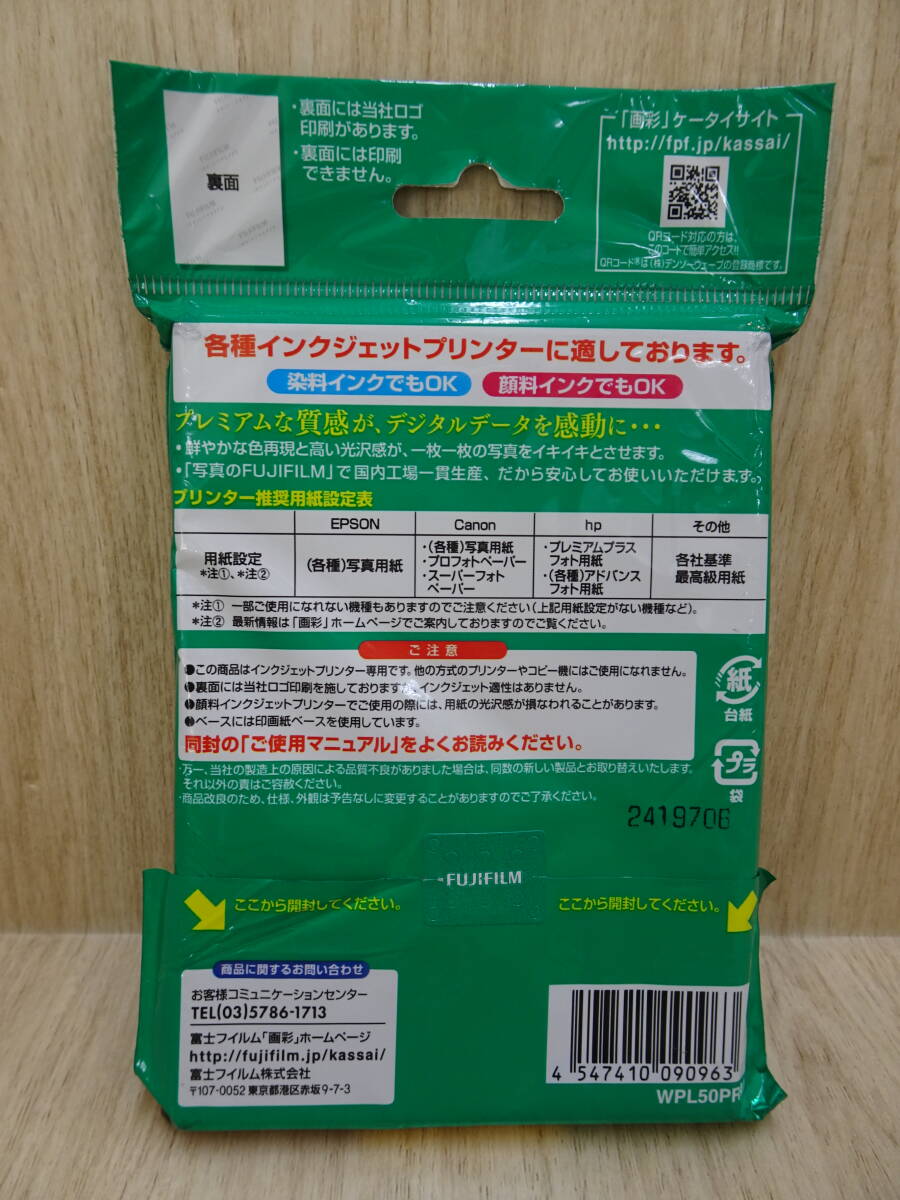 裏面
・裏面には当社ロゴ
印刷があります。
・裏面には印刷
できません。
「画彩」ケータイサイト
http://fpf.jp/kassai/
QRコード対応の方は、
このコードで簡単アクセス!!
QRコード®は(株)デンソーウェーブの登録商標です。
各種インクジェットプリンターに適しております。
染料インクでもOK 顔料インクでもOK
プレミアムな質感が、デジタルデータを感動に・・・
・鮮やかな色再現と高い光沢感が、一枚一枚の写真をイキイキとさせます。
・「写真のFUJIFILM」で国内工場一貫生産、だから安心してお使いいただけます。
プリンター推奨用紙設定表
EPSON Canon hp その他
用紙設定
*注①、*注②
(各種)写真用紙
・(各種)写真用紙
・プロフォトペーパー
・スーパーフォト
ペーパー
・プレミアムプラス
フォト用紙
・(各種)アドバンス
フォト用紙
各社基準
最高級用紙
*注① 一部ご使用になれない機種もありますのでご注意ください(上記用紙設定がない機種など)。
*注② 最新情報は「画彩」ホームページでご案内しておりますのでご覧ください。
ご注意
●この商品はインクジェットプリンター専用です。他の方式のプリンターやコピー機にはご使用になれません。
●裏面には当社ロゴ印刷を施しております。インクジェット適性はありません。
●顔料インクジェットプリンターでご使用の際には、用紙の光沢感が損なわれることがあります。
●ベースには印画紙ベースを使用しています。
同封の「ご使用マニュアル」をよくお読みください。
紙
台紙
プラ
袋
・万一、当社の製造上の原因による品質不良がありました場合は、同数の新しい製品とお取り替えいたします。
それ以外の責はご容赦ください。
・商品改良のため、仕様、外観は予告なしに変更することがありますのでご了承ください。
2419706
FUJIFILM
ここから開封してください。 ここから開封してください。
商品に関するお問い合わせ
お客様コミュニケーションセンター
TEL(03)5786-1713
富士フイルム「画彩」ホームページ
http://fujifilm.jp/kassai/
富士フイルム株式会社
〒107-0052 東京都港区赤坂9-7-3
4 547410 090963
WPL50PR